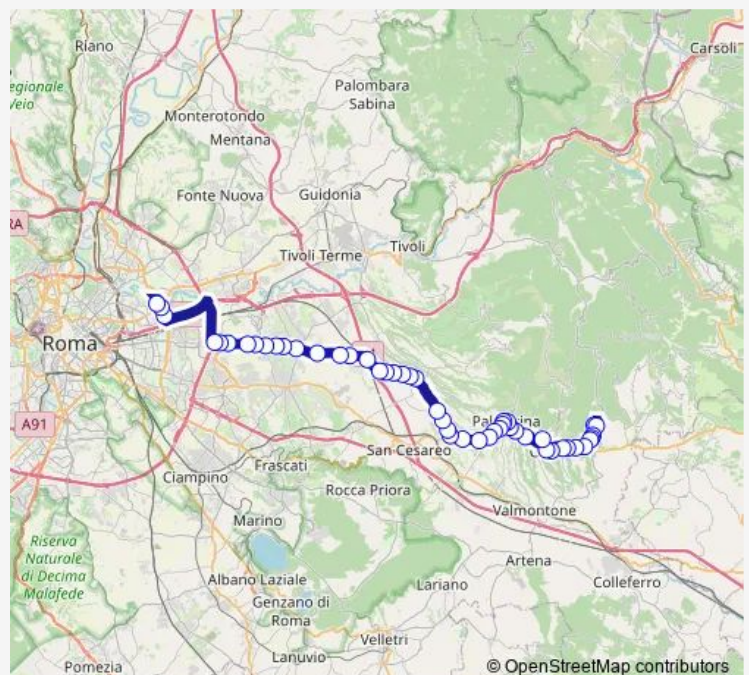 Riano
Carsoli
egionale
Veio
Palombara
Sabina
Monterotondo
Mentana
Fonte Nuova
Guidonia
RA
Tivoli
Tivoli Terme
Roma
A91
San Cesareo
Ciampino
Frascati
Rocca Priora
Marino
Valmontone
Riserva
Naturale
di Decima
Malafede
Artena
Albano Laziale
Lariano
Colleferro
Genzano di
Roma
Velletri
Lanuvio
Pomezia
© OpenStreetMap contributors